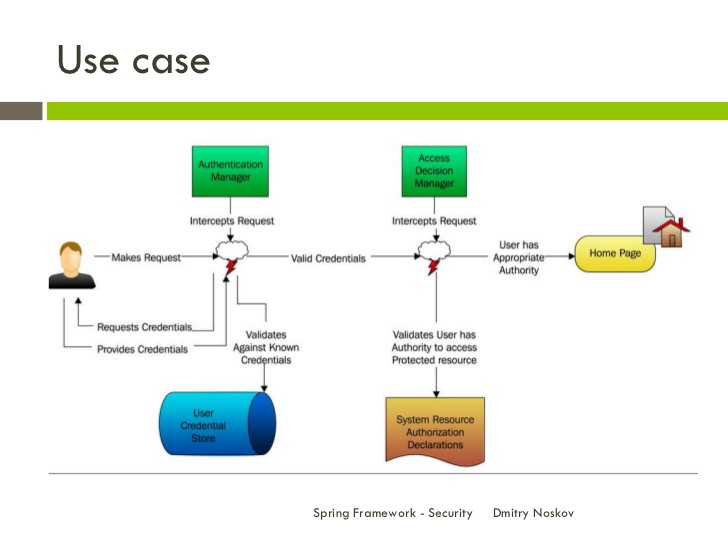 Use case
Authentication
Manager
Access
Decision
Manager
Intercepts Request
Intercepts Request
Makes Request
Valid Credentials
User has
Appropriate
Authority
Home Page
Requests Credentials
Provides Credentials
Validates
Against Known
Credentials
Validates User has
Authority to access
Protected resource
User
Credential
Store
System Resource
Authorization
Declarations
Spring Framework - Security Dmitry Noskov